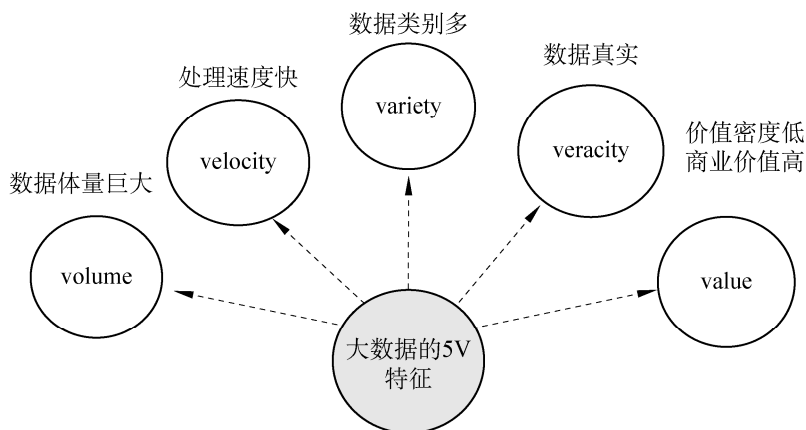 数据类别多
variety
数据真实
veracity
处理速度快
velocity
价值密度低
商业价值高
value
数据体量巨大
volume
大数据的5V
特征